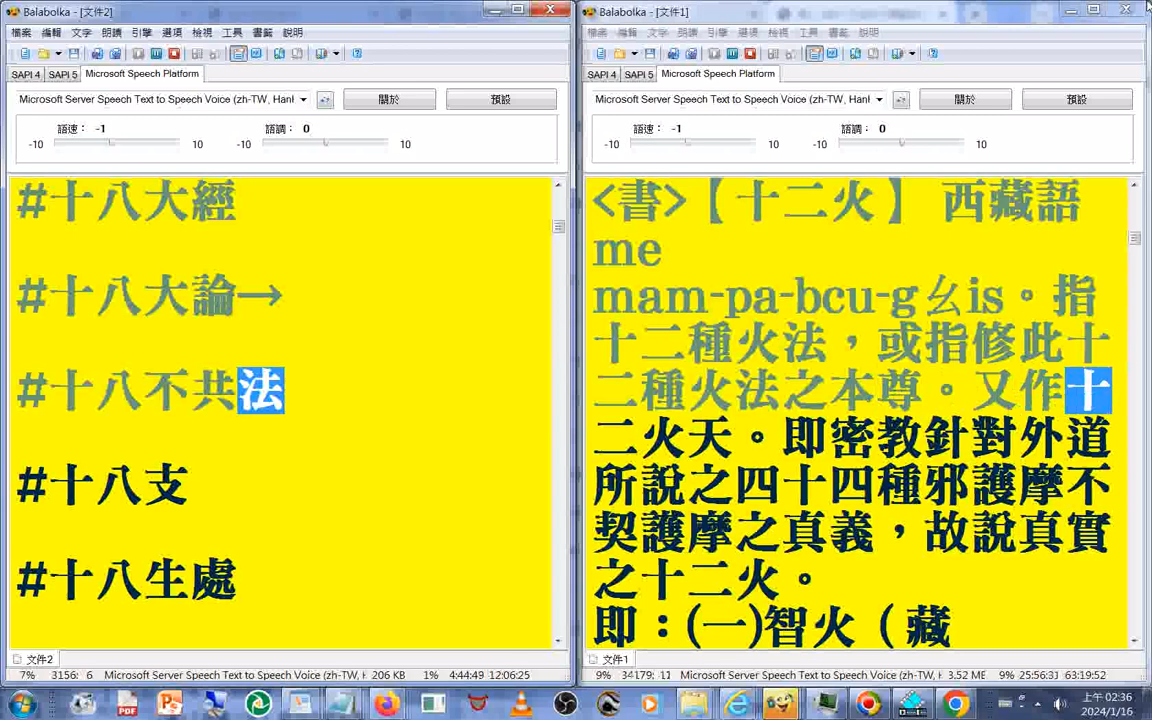 Balabolka - [文件2]
檔案 編輯 文字 朗讀 引擎 選項 檢視 工具 書籤 說明
SAPI 4 SAPI 5 Microsoft Speech Platform
Microsoft Server Speech Text to Speech Voice (zh-TW, Hanl
關於 預設
語速： -1 語調： 0
-10 10 -10 10
#十八大經
#十八大論→
#十八不共法
#十八支
#十八生處
文件2
7% 3156: 6 Microsoft Server Speech Text to Speech Voice (zh-TW, H 206 KB 1% 4:44:49 12:06:25
Balabolka - [文件1]
檔案 編輯 文字 朗讀 引擎 選項 檢視 工具 書籤 說明
SAPI 4 SAPI 5 Microsoft Speech Platform
Microsoft Server Speech Text to Speech Voice (zh-TW, Hanl
關於 預設
語速： -1 語調： 0
-10 10 -10 10
<書>【十二火】 西藏語
me
mam-pa-bcu-g幺is。指
十二種火法，或指修此十
二種火法之本尊。又作十
二火天。即密教針對外道
所說之四十四種邪護摩不
契護摩之真義，故說真實
之十二火。
即：(一)智火（藏
文件1
9% 34179: 11 Microsoft Server Speech Text to Speech Voice (zh-TW, H 3.52 ME 9% 25:56:31 63:19:52
PDF
上午 02:36
2024/1/16